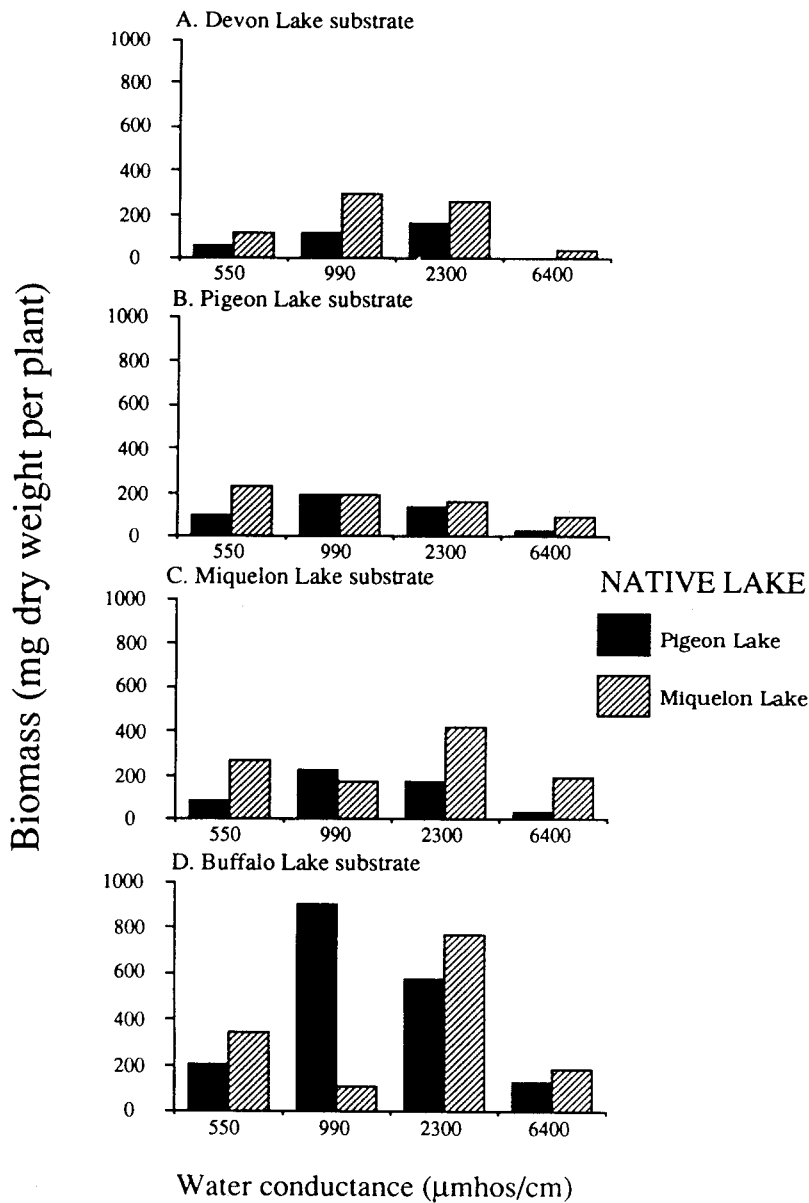 A. Devon Lake substrate
1000
800
600
400
200
0
550 990 2300 6400
B. Pigeon Lake substrate
1000
800
600
400
200
0
550 990 2300 6400
C. Miquelon Lake substrate
1000
800
600
400
200
0
550 990 2300 6400
D. Buffalo Lake substrate
1000
800
600
400
200
0
550 990 2300 6400
Biomass (mg dry weight per plant)
Water conductance (μmhos/cm)
NATIVE LAKE
Pigeon Lake
Miquelon Lake